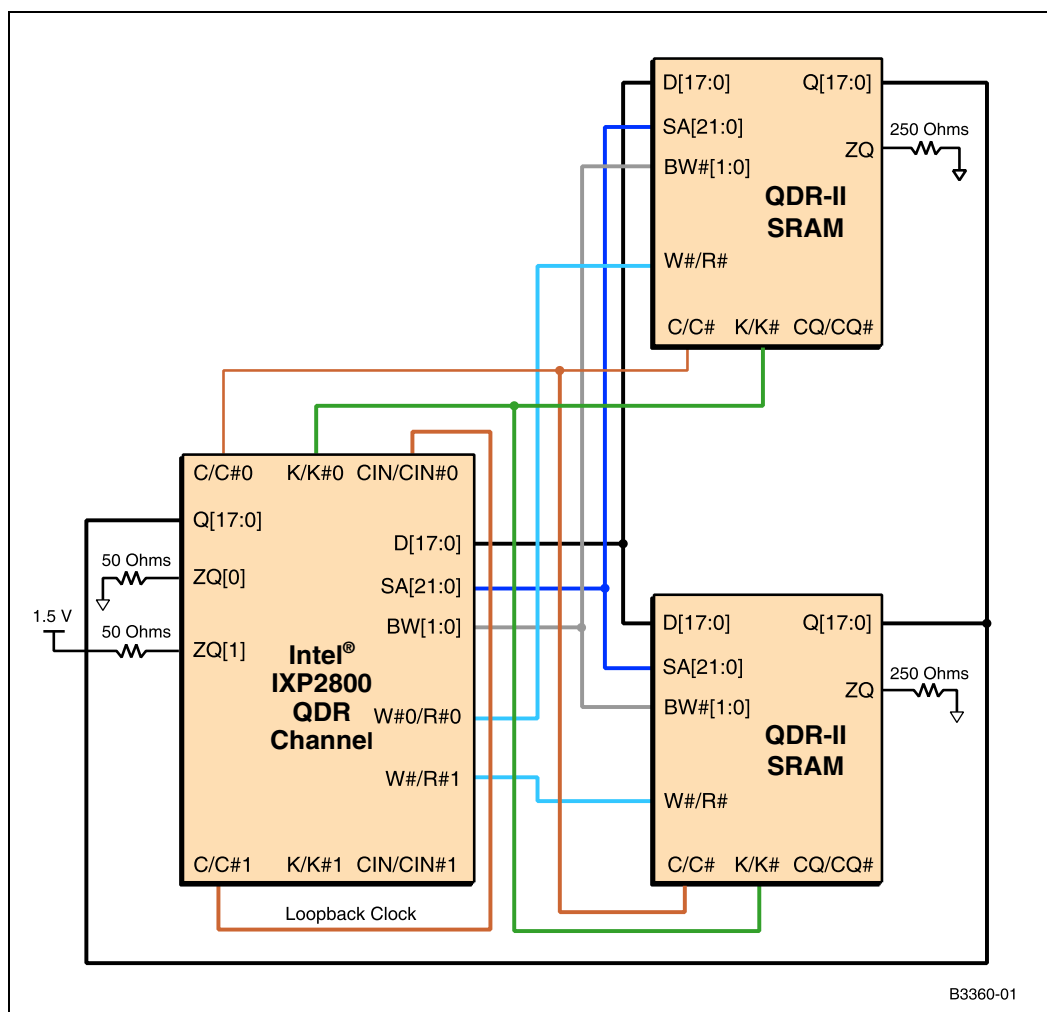 D[17:0]
Q[17:0]
SA[21:0]
250 Ohms
ZQ
BW#[1:0]
QDR-II
SRAM
W#/R#
C/C#
K/K#
CQ/CQ#
C/C#0
K/K#0
CIN/CIN#0
Q[17:0]
D[17:0]
50 Ohms
ZQ[0]
SA[21:0]
1.5 V
50 Ohms
ZQ[1]
BW[1:0]
Intel®
IXP2800
QDR
Channel
W#0/R#0
W#/R#1
C/C#1
K/K#1
CIN/CIN#1
Loopback Clock
D[17:0]
Q[17:0]
SA[21:0]
250 Ohms
ZQ
BW#[1:0]
QDR-II
SRAM
W#/R#
C/C#
K/K#
CQ/CQ#
B3360-01